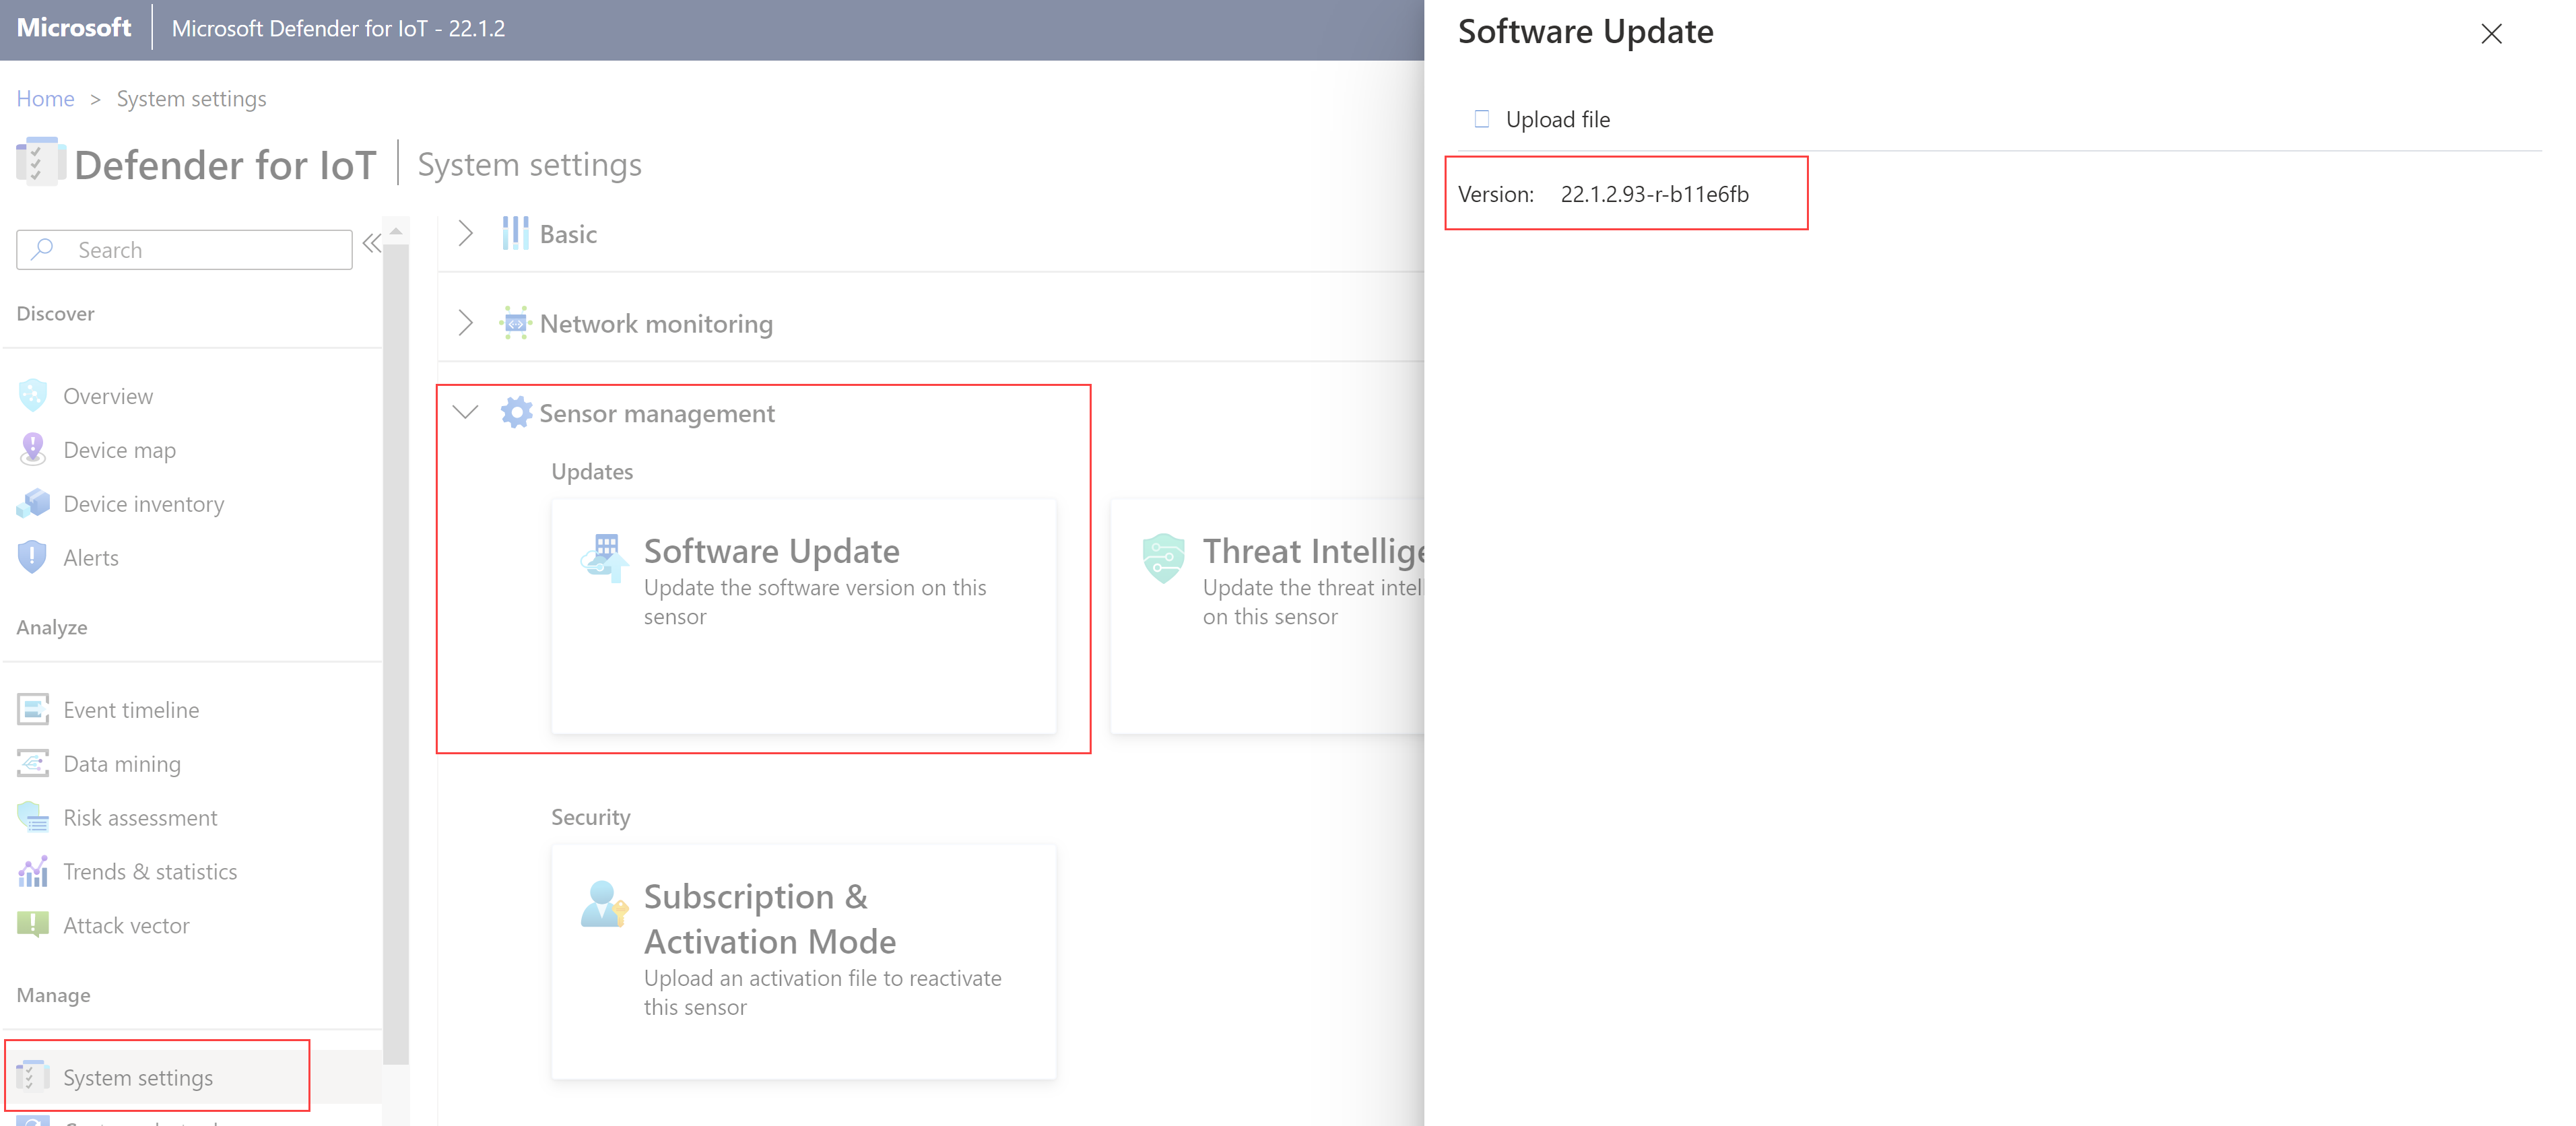 Microsoft
Microsoft Defender for IoT - 22.1.2
Home > System settings
Defender for IoT
System settings
Search
Discover
Overview
Device map
Device inventory
Alerts
Analyze
Event timeline
Data mining
Risk assessment
Trends & statistics
Attack vector
Manage
System settings
Basic
Network monitoring
Sensor management
Updates
Software Update
Update the software version on this
sensor
Threat
Update the threat
on this sensor
Security
Subscription &
Activation Mode
Upload an activation file to reactivate
this sensor
Software Update
Upload file
Version: 22.1.2.93-r-b11e6fb